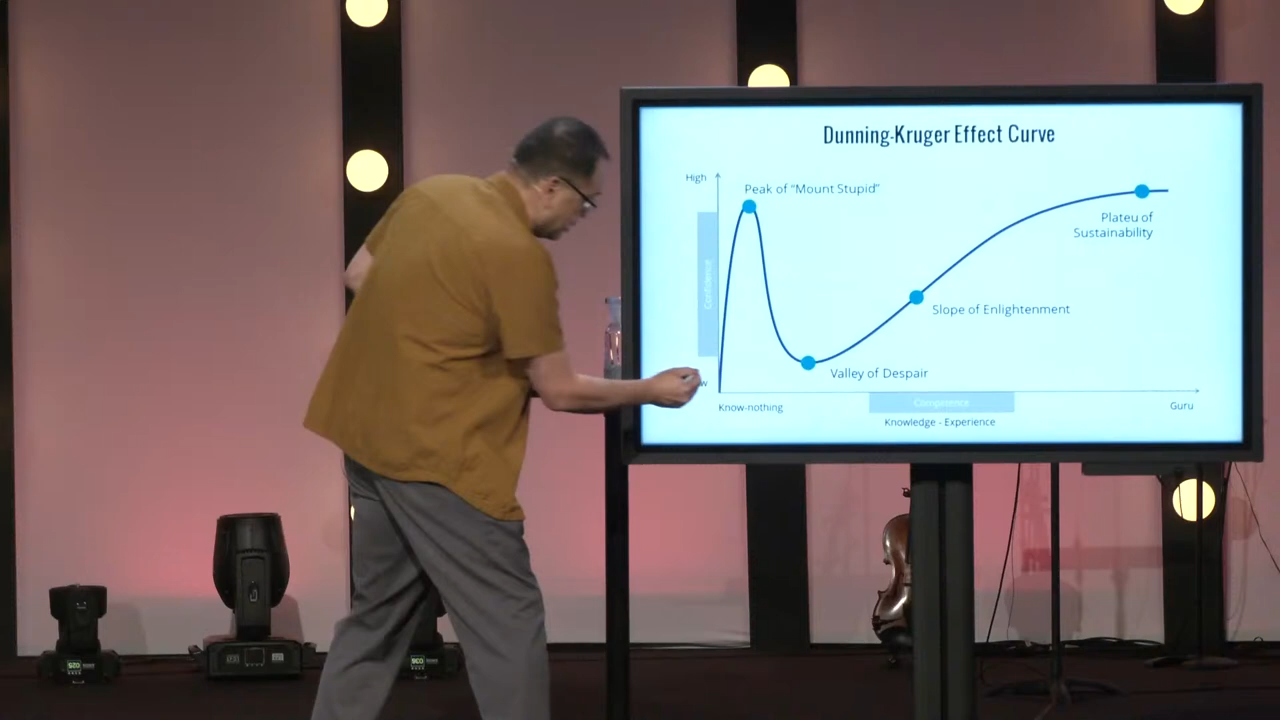 Dunning-Kruger Effect Curve
High
Peak of “Mount Stupid”
Plateu of
Sustainability
Confidence
Slope of Enlightenment
Valley of Despair
Know-nothing
Competence
Guru
Knowledge - Experience